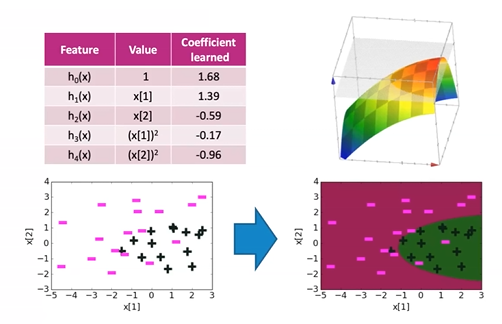 Feature Value Coefficient learned
h₀(x) 1 1.68
h₁(x) x[1] 1.39
h₂(x) x[2] -0.59
h₃(x) (x[1])² -0.17
h₄(x) (x[2])² -0.96
4
3
2
1
0
−1
−2
−3
x[2]
−5 −4 −3 −2 −1 0 1 2 3
x[1]
4
3
2
1
0
−1
−2
−3
x[2]
−5 −4 −3 −2 −1 0 1 2 3
x[1]